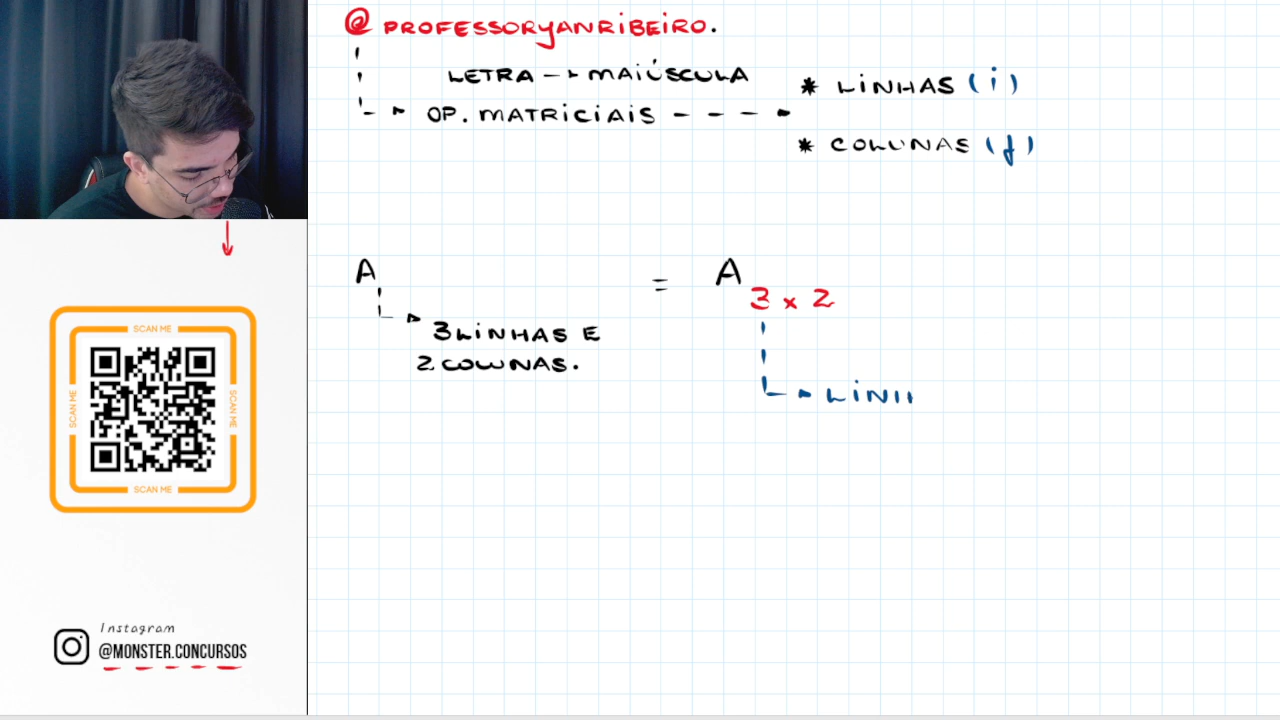 @ PROFESSORYANRIBEIRO.
LETRA → MAIÚSCULA
OP. MATRICIAIS
* LINHAS (i)
* COLUNAS (j)
A = A 3 x 2
3 LINHAS E
2 COLUNAS.
SCAN ME
SCAN ME
SCAN ME
SCAN ME
Instagram
@MONSTER.CONCURSOS